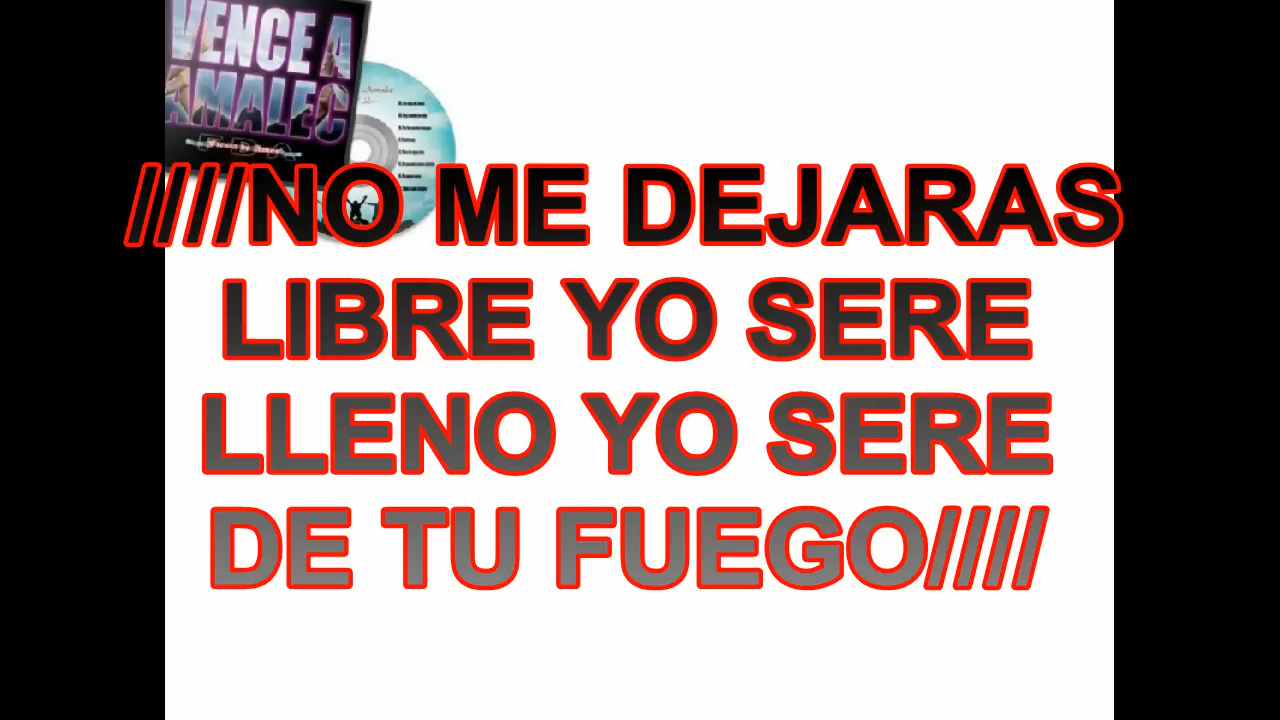 VENCE A
AMALEC
////NO ME DEJARAS
LIBRE YO SERE
LLENO YO SERE
DE TU FUEGO////